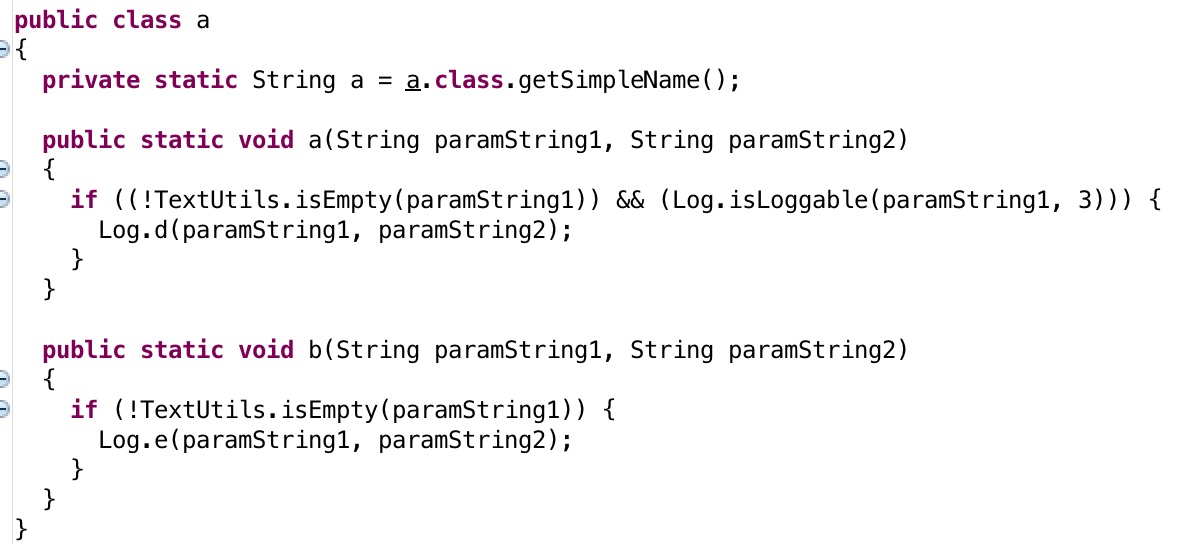 public class a
{
private static String a = a.class.getSimpleName();
public static void a(String paramString1, String paramString2)
{
if ((!TextUtils.isEmpty(paramString1)) && (Log.isLoggable(paramString1, 3))) {
Log.d(paramString1, paramString2);
}
}
public static void b(String paramString1, String paramString2)
{
if (!TextUtils.isEmpty(paramString1)) {
Log.e(paramString1, paramString2);
}
}
}